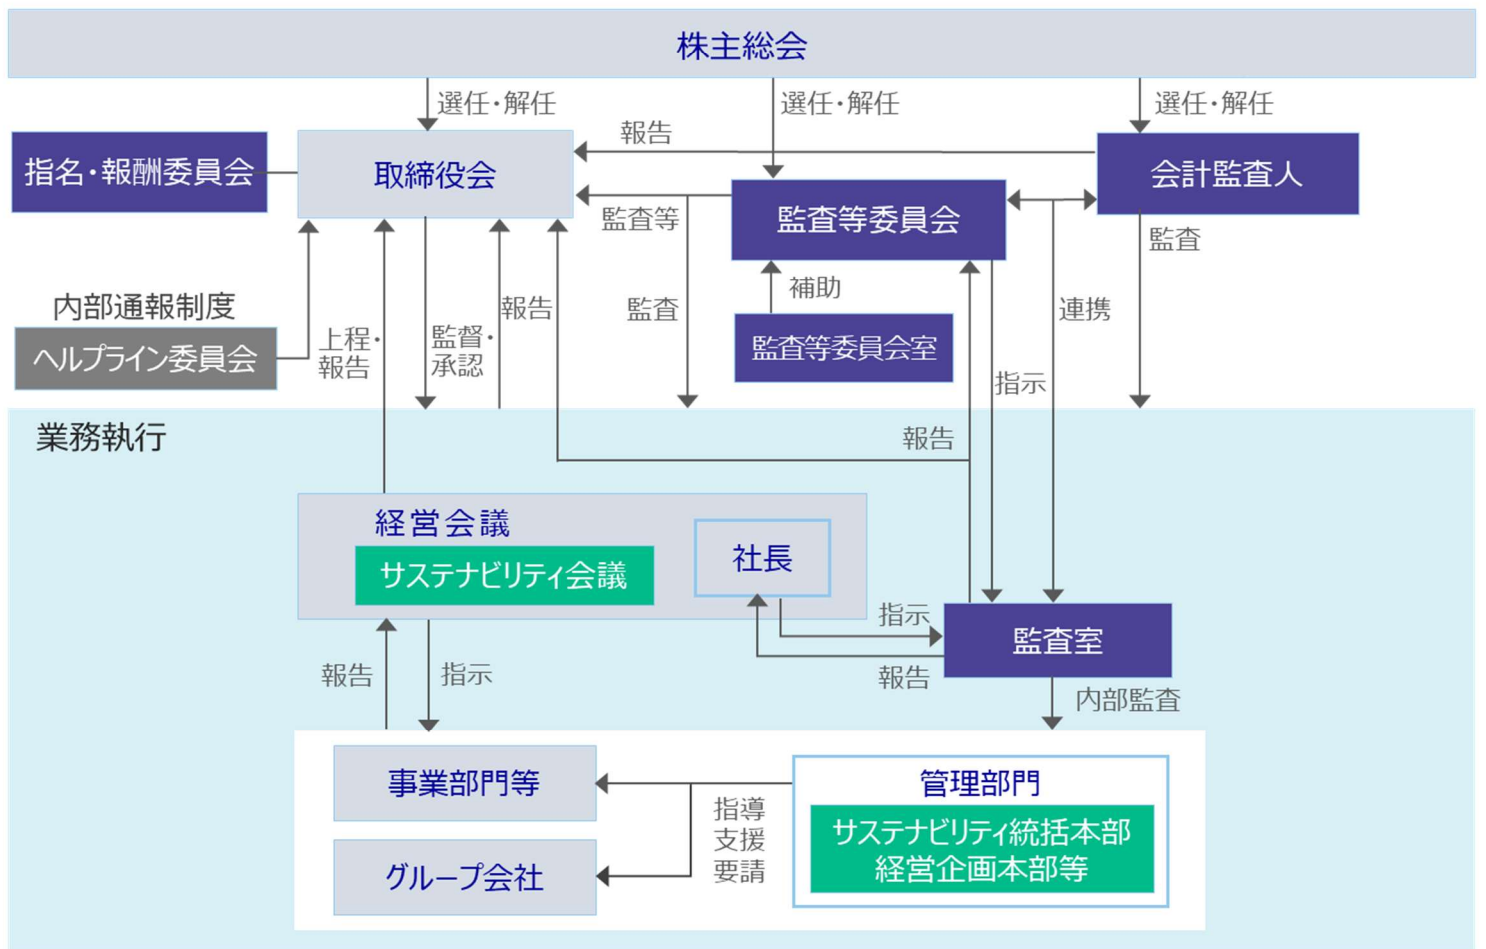 株主総会
選任・解任
選任・解任
選任・解任
指名・報酬委員会
取締役会
報告
会計監査人
監査等委員会
監査等
監査
内部通報制度
ヘルプライン委員会
上程・
報告
監督・
承認
報告
監査
補助
監査等委員会室
連携
指示
業務執行
報告
経営会議
サステナビリティ会議
社長
指示
報告
監査室
報告
指示
内部監査
事業部門等
グループ会社
指導
支援
要請
管理部門
サステナビリティ統括本部
経営企画本部等